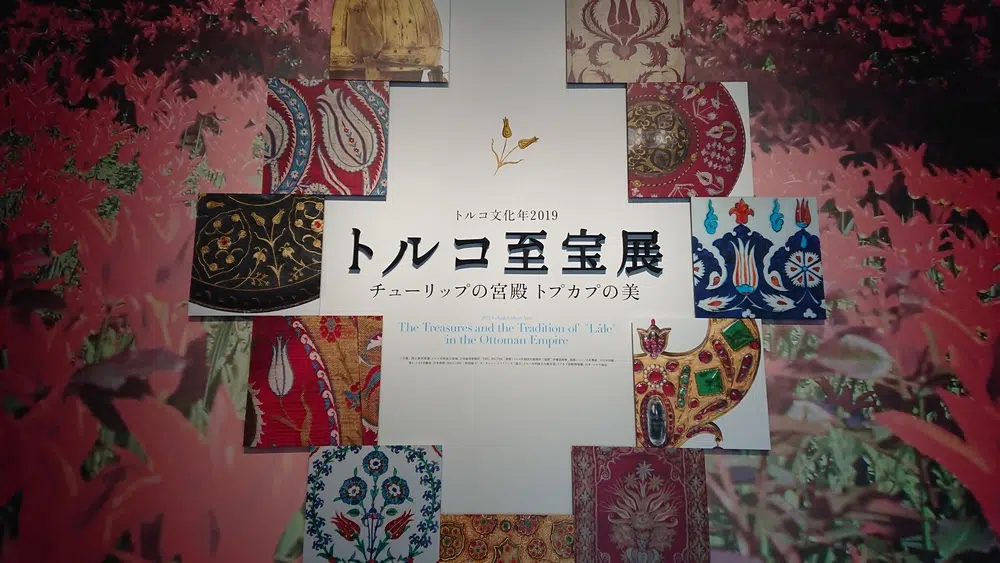 トルコ文化年2019
トルコ至宝展
チューリップの宮殿 トプカプの美
The Treasures and the Tradition of "Lâle"
in the Ottoman Empire